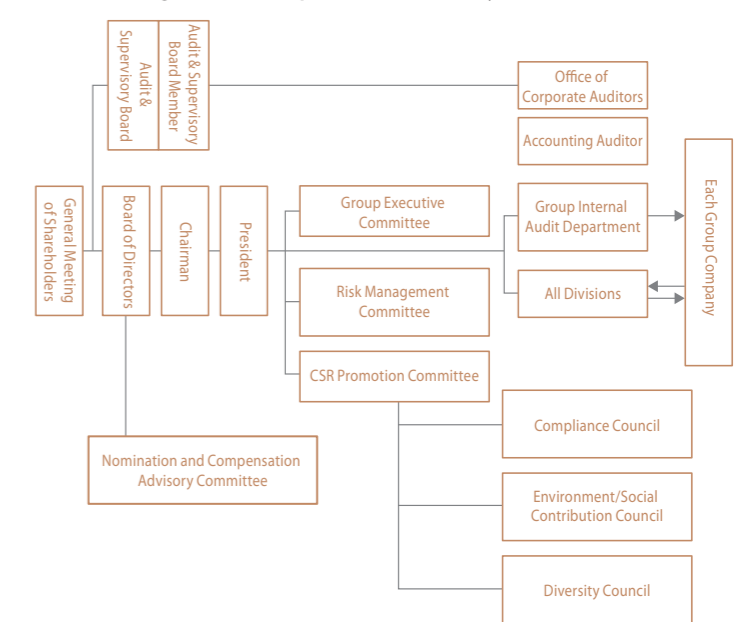 Audit & Supervisory
Board Member
Audit &
Supervisory Board
Office of
Corporate Auditors
Accounting Auditor
Each Group Company
General Meeting
of Shareholders
Board of Directors
Chairman
President
Group Executive
Committee
Group Internal
Audit Department
Risk Management
Committee
All Divisions
CSR Promotion Committee
Compliance Council
Nomination and Compensation
Advisory Committee
Environment/Social
Contribution Council
Diversity Council